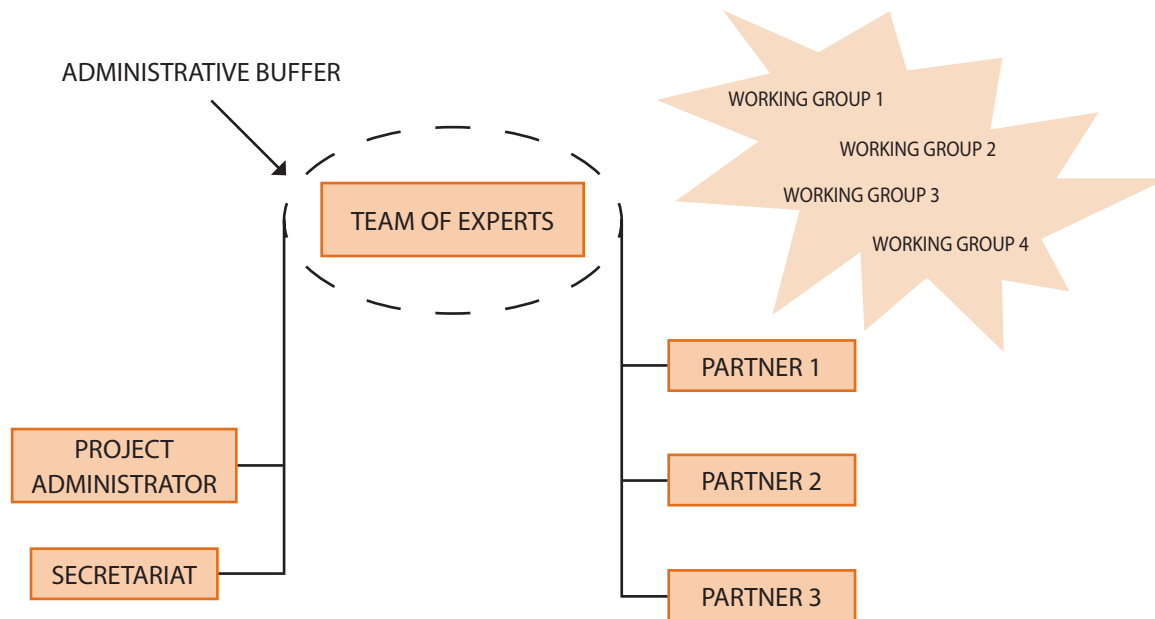 ADMINISTRATIVE BUFFER
WORKING GROUP 1
WORKING GROUP 2
WORKING GROUP 3
WORKING GROUP 4
TEAM OF EXPERTS
PARTNER 1
PROJECT
ADMINISTRATOR
PARTNER 2
SECRETARIAT
PARTNER 3